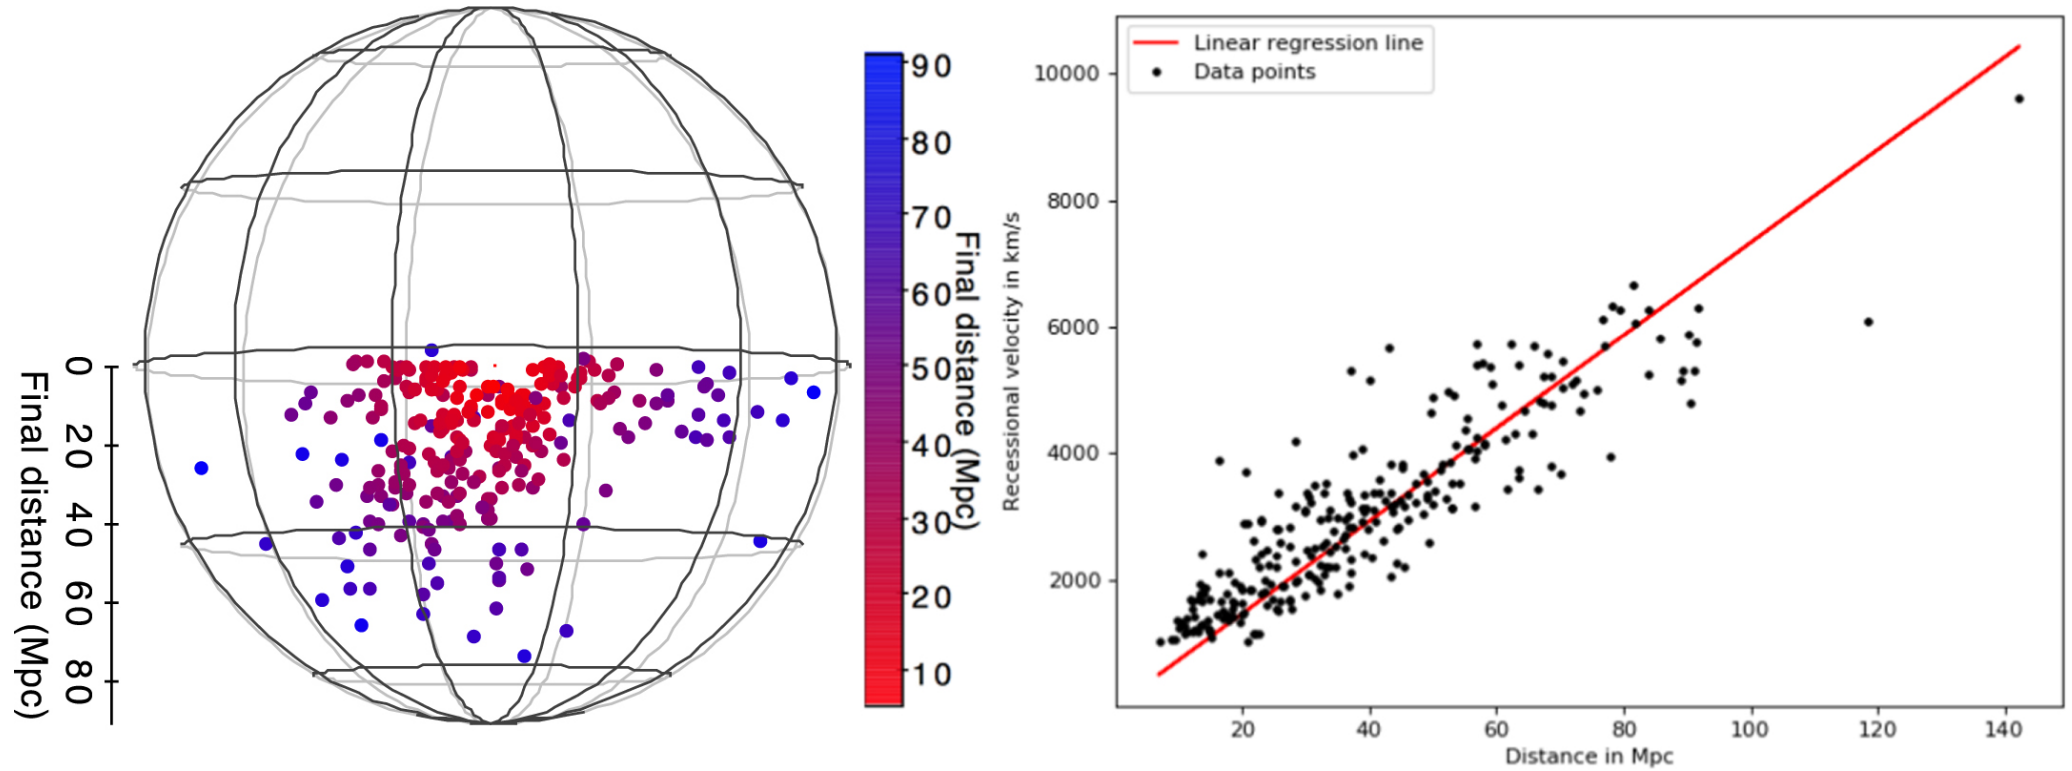 Final distance (Mpc)
0
20
40
60
80
90
80
70
60
50
40
30
20
10
Final distance (Mpc)
Linear regression line
Data points
Recessional velocity in km/s
10000
8000
6000
4000
2000
20 40 60 80 100 120 140
Distance in Mpc